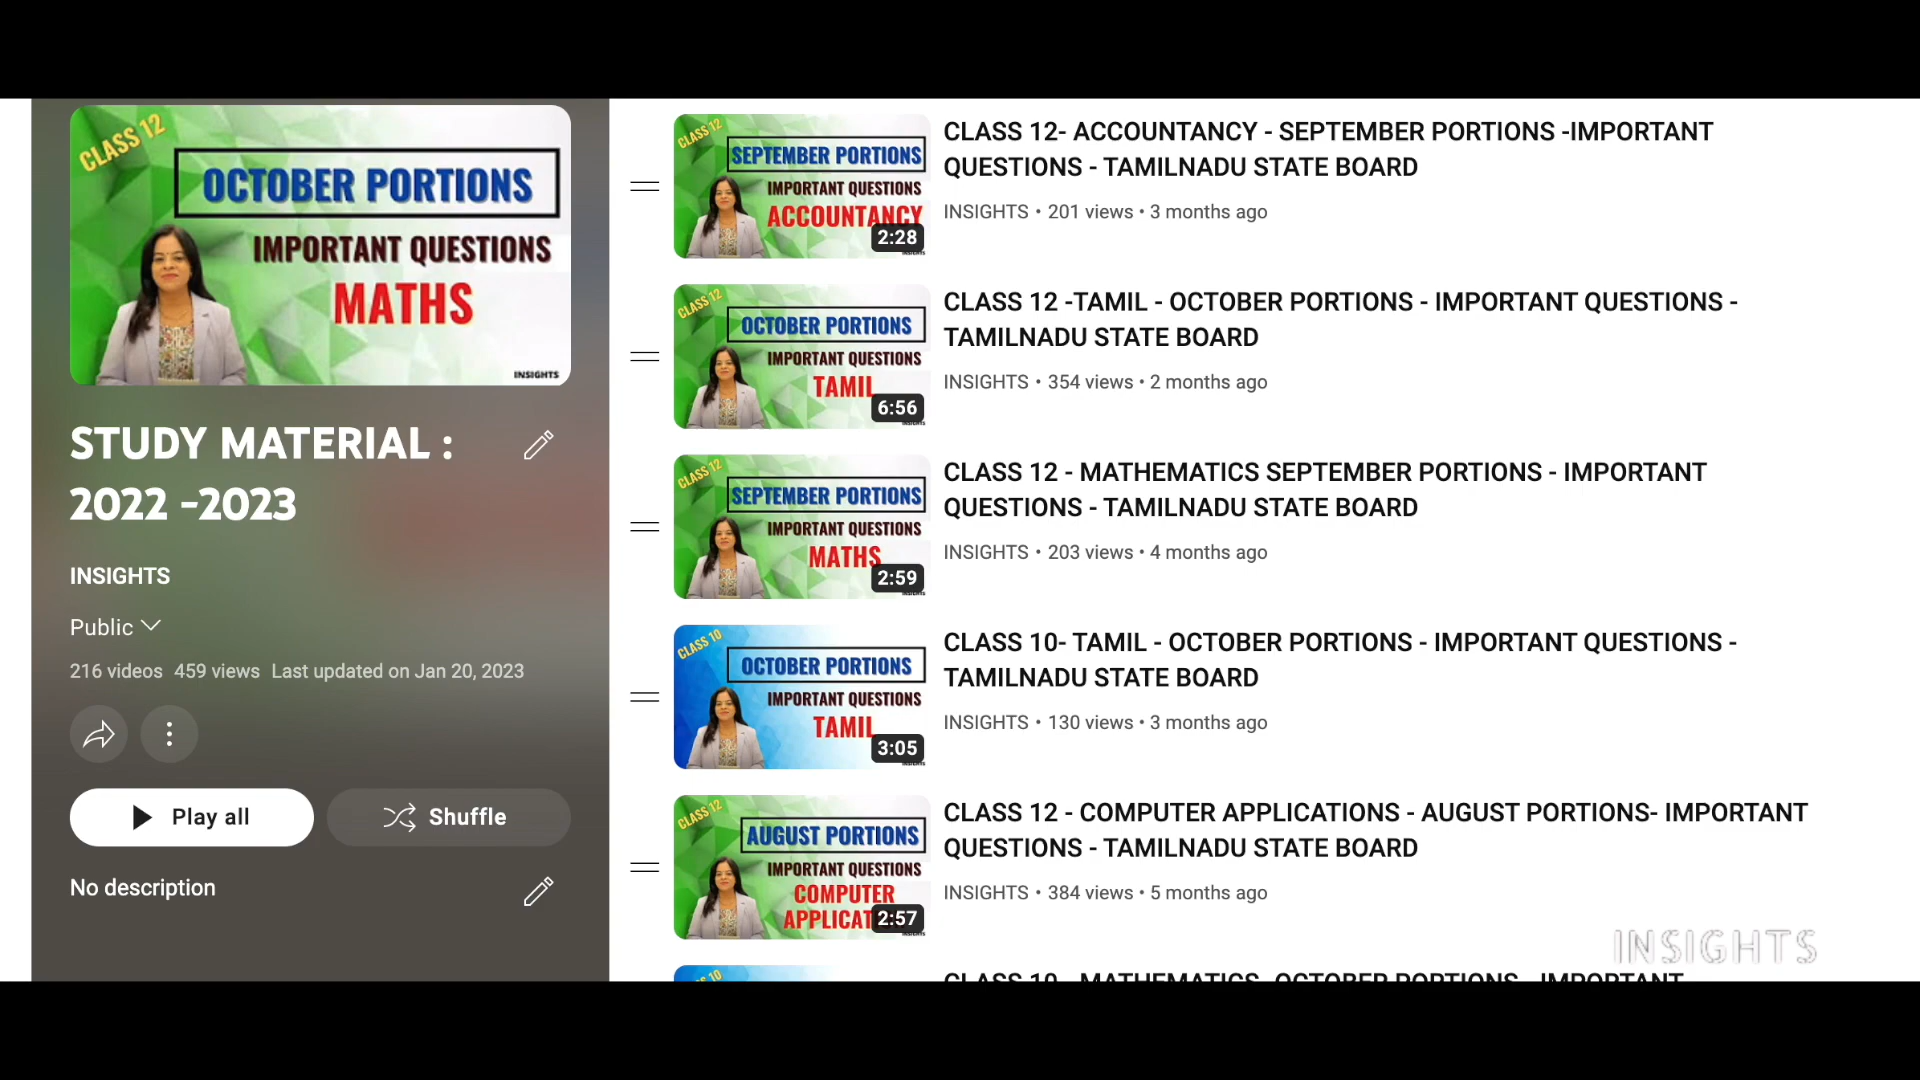 CLASS 12
OCTOBER PORTIONS
IMPORTANT QUESTIONS
MATHS
INSIGHTS
STUDY MATERIAL :
2022 -2023
INSIGHTS
Public
216 videos 459 views Last updated on Jan 20, 2023
Play all
Shuffle
No description
CLASS 12
SEPTEMBER PORTIONS
IMPORTANT QUESTIONS
ACCOUNTANCY
2:28
CLASS 12- ACCOUNTANCY - SEPTEMBER PORTIONS -IMPORTANT
QUESTIONS - TAMILNADU STATE BOARD
INSIGHTS • 201 views • 3 months ago
CLASS 12
OCTOBER PORTIONS
IMPORTANT QUESTIONS
TAMIL
6:56
CLASS 12 -TAMIL - OCTOBER PORTIONS - IMPORTANT QUESTIONS -
TAMILNADU STATE BOARD
INSIGHTS • 354 views • 2 months ago
CLASS 12
SEPTEMBER PORTIONS
IMPORTANT QUESTIONS
MATHS
2:59
CLASS 12 - MATHEMATICS SEPTEMBER PORTIONS - IMPORTANT
QUESTIONS - TAMILNADU STATE BOARD
INSIGHTS • 203 views • 4 months ago
CLASS 10
OCTOBER PORTIONS
IMPORTANT QUESTIONS
TAMIL
3:05
CLASS 10- TAMIL - OCTOBER PORTIONS - IMPORTANT QUESTIONS -
TAMILNADU STATE BOARD
INSIGHTS • 130 views • 3 months ago
CLASS 12
AUGUST PORTIONS
IMPORTANT QUESTIONS
COMPUTER
APPLICAT
2:57
CLASS 12 - COMPUTER APPLICATIONS - AUGUST PORTIONS- IMPORTANT
QUESTIONS - TAMILNADU STATE BOARD
INSIGHTS • 384 views • 5 months ago
INSIGHTS
CLASS 10 - MATHEMATICS- OCTOBER PORTIONS - IMPORTANT